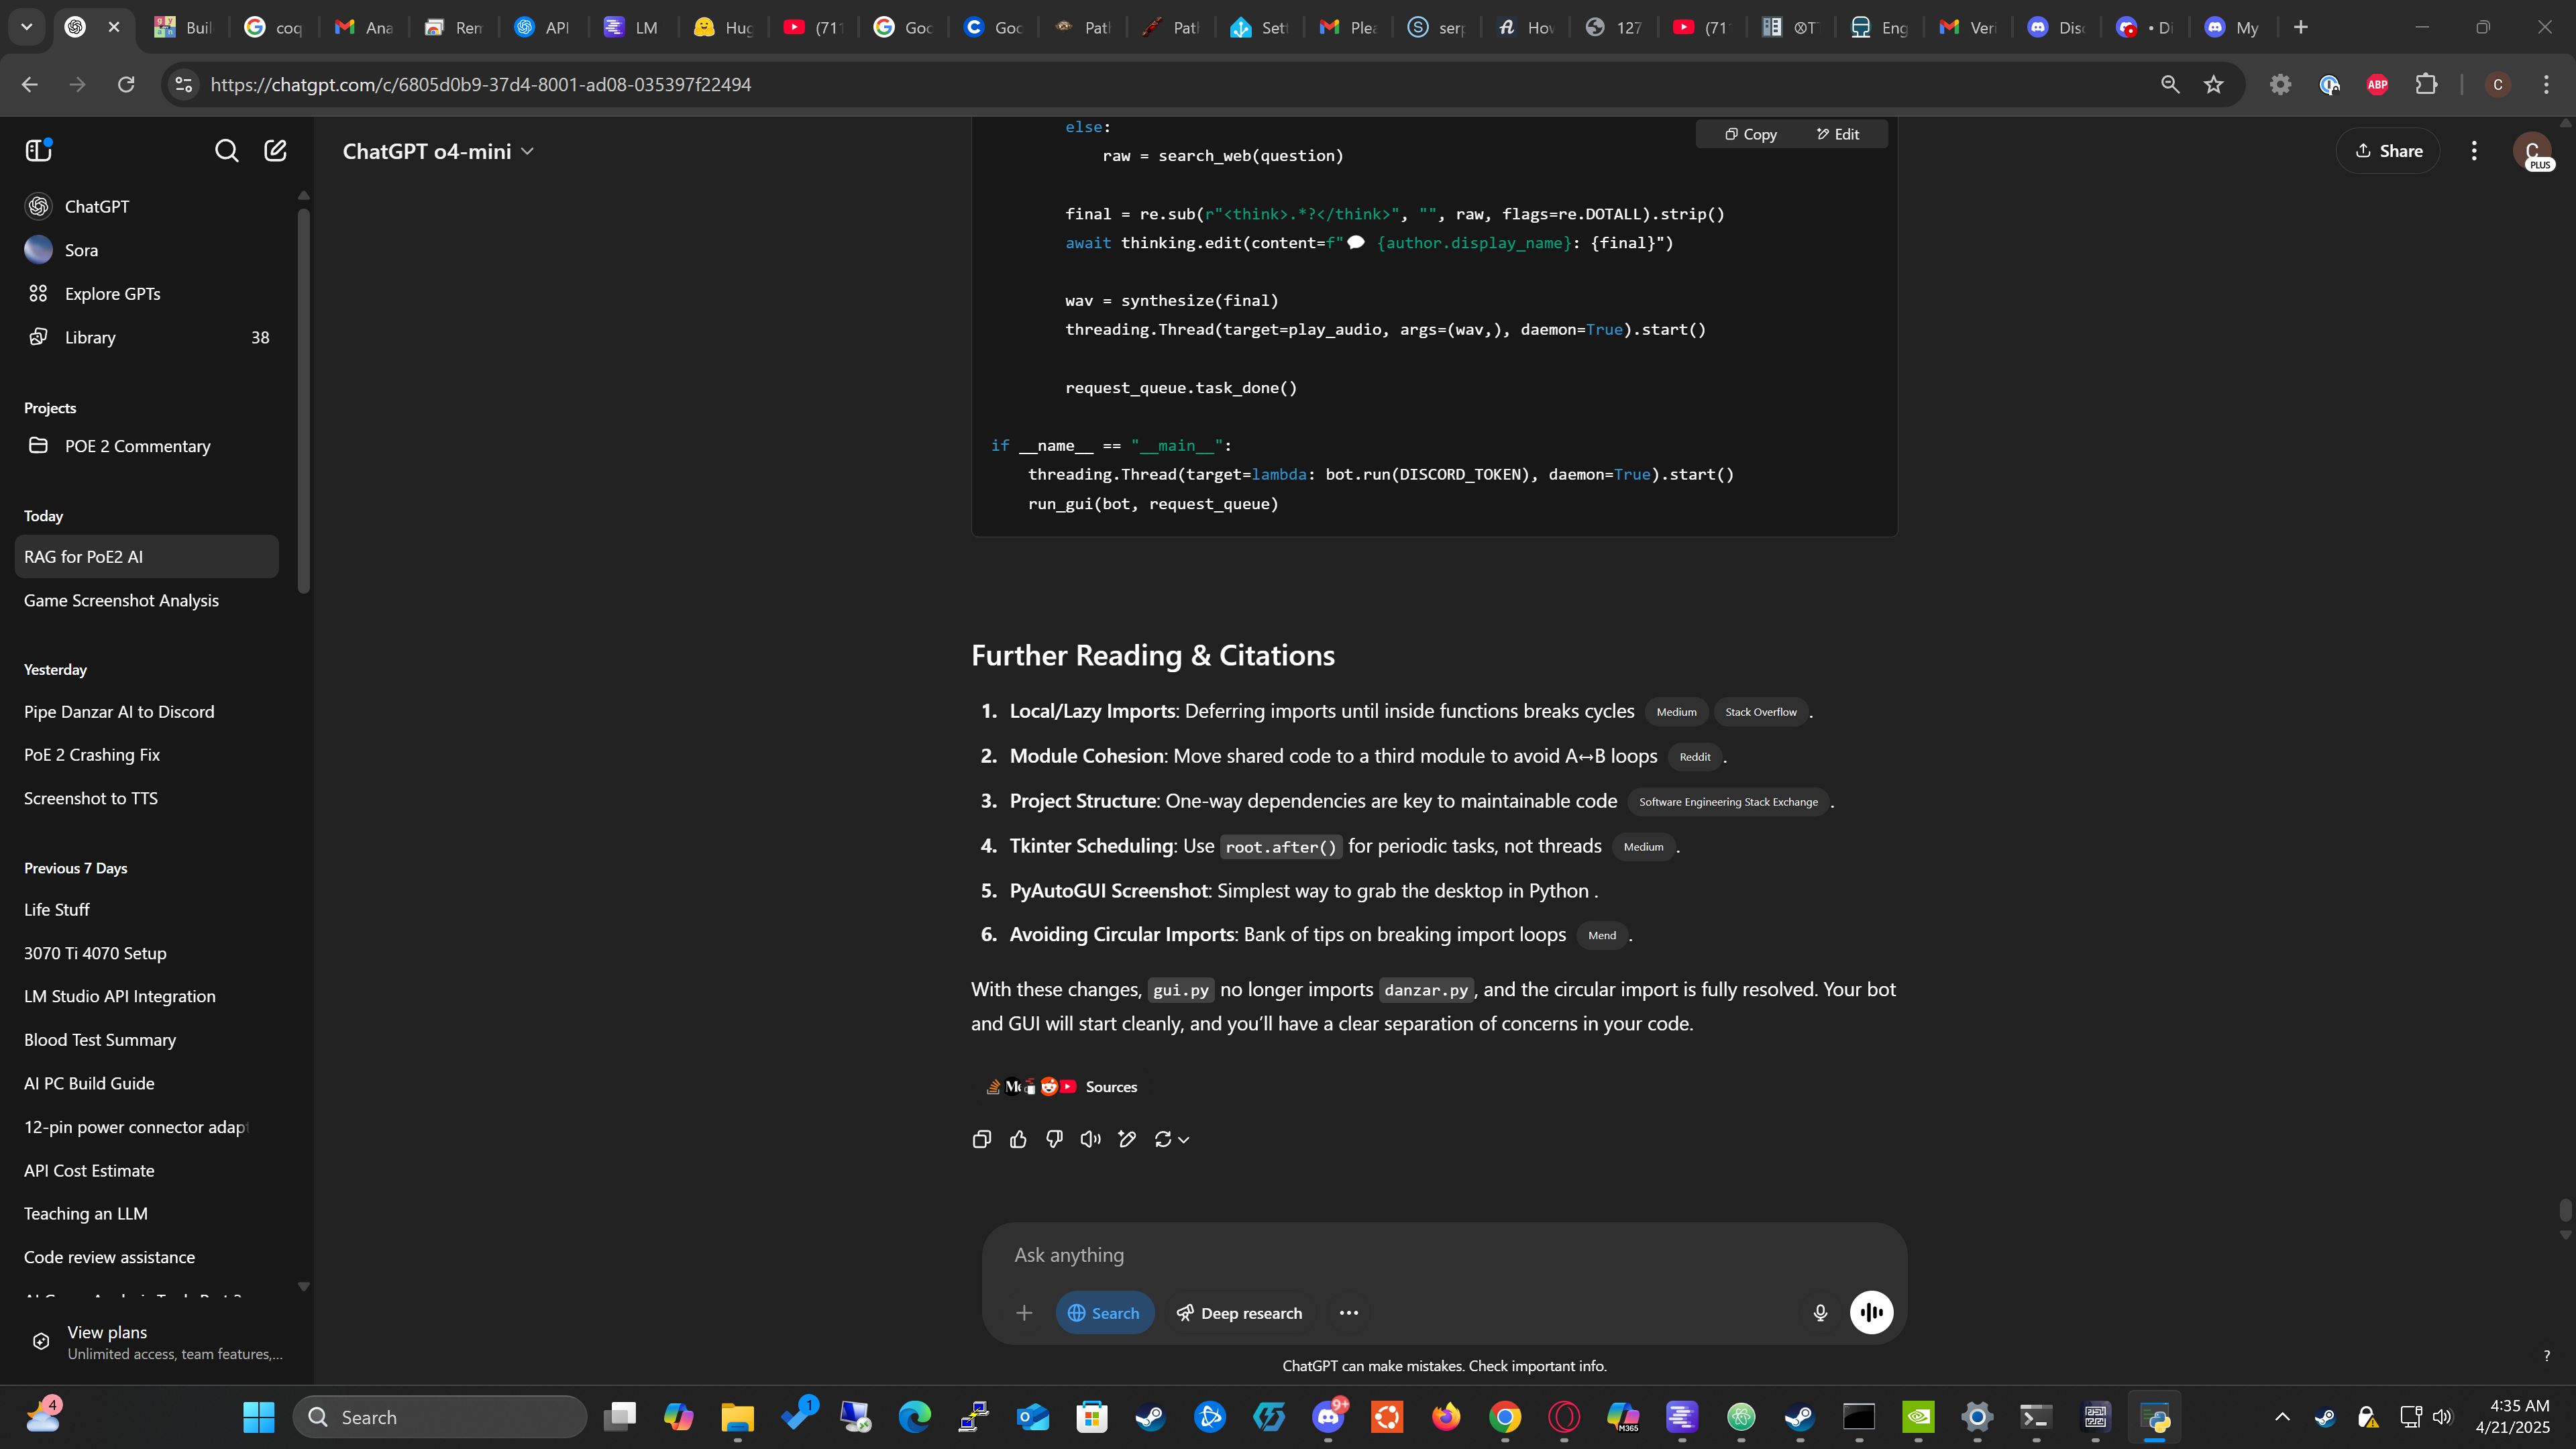 Buil
coq
Ana
Rem
API
LM
Hug
(711
Goo
Goo
Path
Path
Sett
Plea
serp
How
127
(711
Eng
Veri
Disc
• Di
My
https://chatgpt.com/c/6805d0b9-37d4-8001-ad08-035397f22494
ABP
C
ChatGPT o4-mini
Share
C
PLUS
ChatGPT
Sora
Explore GPTs
Library 38
Projects
POE 2 Commentary
Today
RAG for PoE2 AI
Game Screenshot Analysis
Yesterday
Pipe Danzar AI to Discord
PoE 2 Crashing Fix
Screenshot to TTS
Previous 7 Days
Life Stuff
3070 Ti 4070 Setup
LM Studio API Integration
Blood Test Summary
AI PC Build Guide
12-pin power connector adapt
API Cost Estimate
Teaching an LLM
Code review assistance
View plans
Unlimited access, team features,...
Copy Edit
else:
raw = search_web(question)
final = re.sub(r"<think>.*?</think>", "", raw, flags=re.DOTALL).strip()
await thinking.edit(content=f"💬 {author.display_name}: {final}")
wav = synthesize(final)
threading.Thread(target=play_audio, args=(wav,), daemon=True).start()
request_queue.task_done()
if __name__ == "__main__":
threading.Thread(target=lambda: bot.run(DISCORD_TOKEN), daemon=True).start()
run_gui(bot, request_queue)
Further Reading & Citations
1. Local/Lazy Imports: Deferring imports until inside functions breaks cycles Medium Stack Overflow .
2. Module Cohesion: Move shared code to a third module to avoid A↔B loops Reddit .
3. Project Structure: One-way dependencies are key to maintainable code Software Engineering Stack Exchange .
4. Tkinter Scheduling: Use root.after() for periodic tasks, not threads Medium .
5. PyAutoGUI Screenshot: Simplest way to grab the desktop in Python .
6. Avoiding Circular Imports: Bank of tips on breaking import loops Mend .
With these changes, gui.py no longer imports danzar.py, and the circular import is fully resolved. Your bot
and GUI will start cleanly, and you’ll have a clear separation of concerns in your code.
Sources
Ask anything
Search Deep research
ChatGPT can make mistakes. Check important info.
?
4
Search
1
9+
M365
4:35 AM
4/21/2025